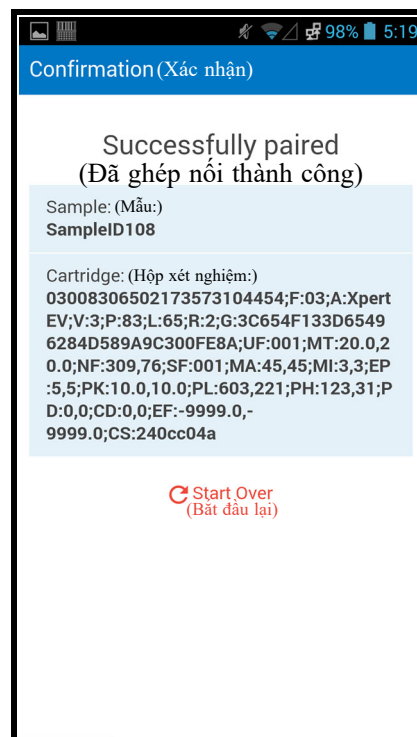 98% 5:19
Confirmation (Xác nhận)
Successfully paired
(Đã ghép nối thành công)
Sample: (Mẫu:)
SampleID108
Cartridge: (Hộp xét nghiệm:)
03008306502173573104454;F:03;A:Xpert
EV;V:3;P:83;L:65;R:2;G:3C654F133D6549
6284D589A9C300FE8A;UF:001;MT:20.0,2
0.0;NF:309,76;SF:001;MA:45,45;MI:3,3;EP
:5,5;PK:10.0,10.0;PL:603,221;PH:123,31;P
D:0,0;CD:0,0;EF:-9999.0,-
9999.0;CS:240cc04a
Start Over
(Bắt đầu lại)